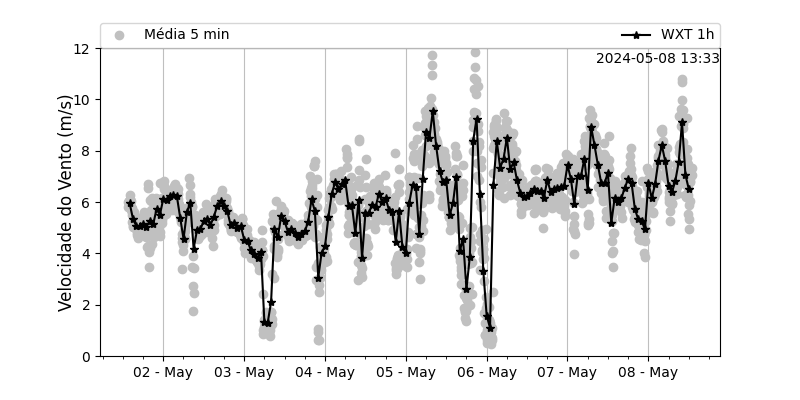 Média 5 min
WXT 1h
2024-05-08 13:33
Velocidade do Vento (m/s)
12
10
8
6
4
2
0
02 - May
03 - May
04 - May
05 - May
06 - May
07 - May
08 - May